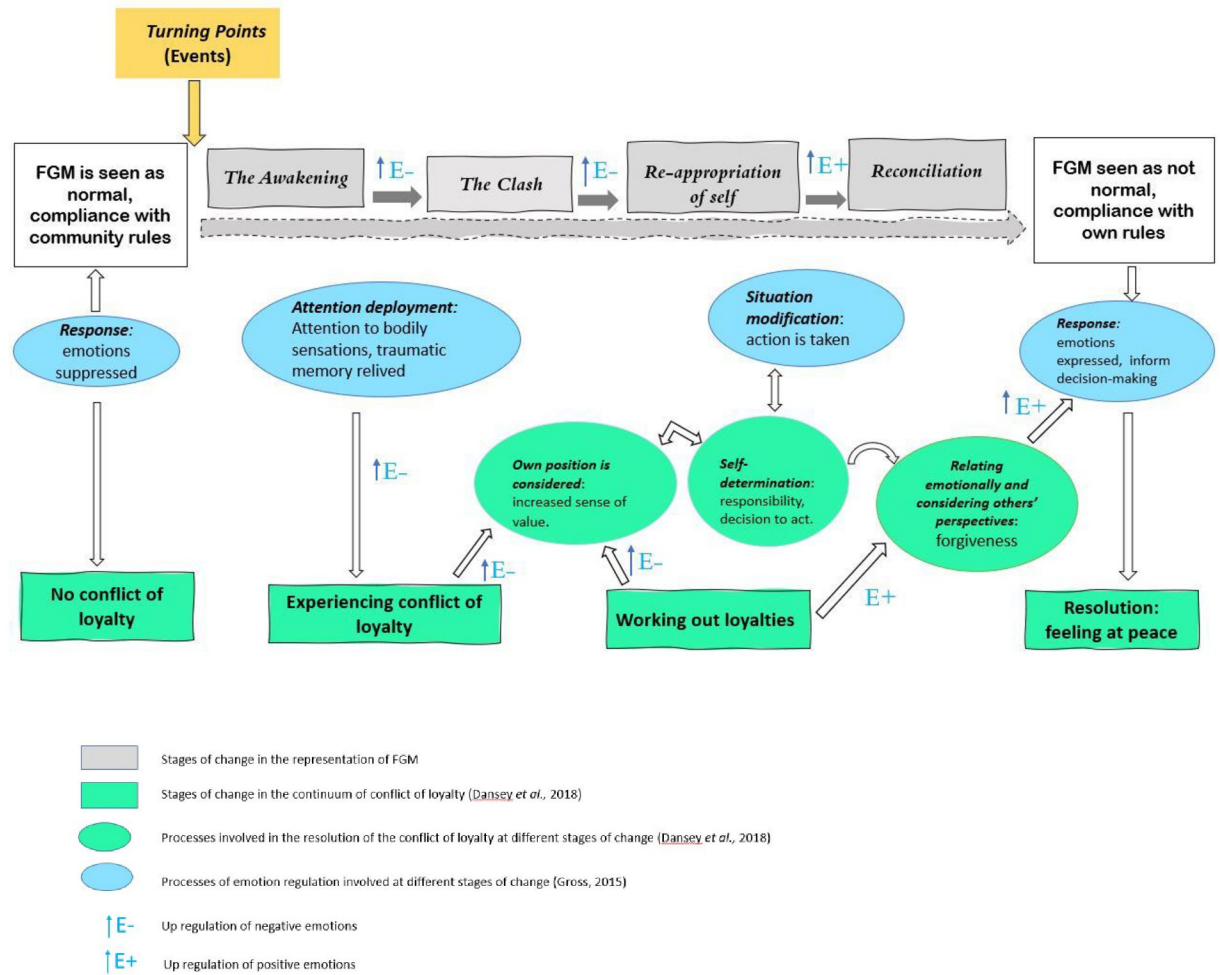 Turning Points
(Events)
FGM is seen as
normal,
compliance with
community rules
The Awakening
E-
The Clash
E-
Re-appropriation
of self
E+
Reconciliation
FGM seen as not
normal,
compliance with
own rules
Response:
emotions
suppressed
Attention deployment:
Attention to bodily
sensations, traumatic
memory relived
Situation
modification:
action is taken
Response:
emotions
expressed, inform
decision-making
E+
E-
Own position is
considered:
increased sense of
value.
Self-
determination:
responsibility,
decision to act.
Relating
emotionally and
considering others'
perspectives:
forgiveness
E-
E-
E+
No conflict of
loyalty
Experiencing conflict of
loyalty
Working out loyalties
Resolution:
feeling at peace
Stages of change in the representation of FGM
Stages of change in the continuum of conflict of loyalty (Dansey et al., 2018)
Processes involved in the resolution of the conflict of loyalty at different stages of change (Dansey et al., 2018)
Processes of emotion regulation involved at different stages of change (Gross, 2015)
E- Up regulation of negative emotions
E+ Up regulation of positive emotions